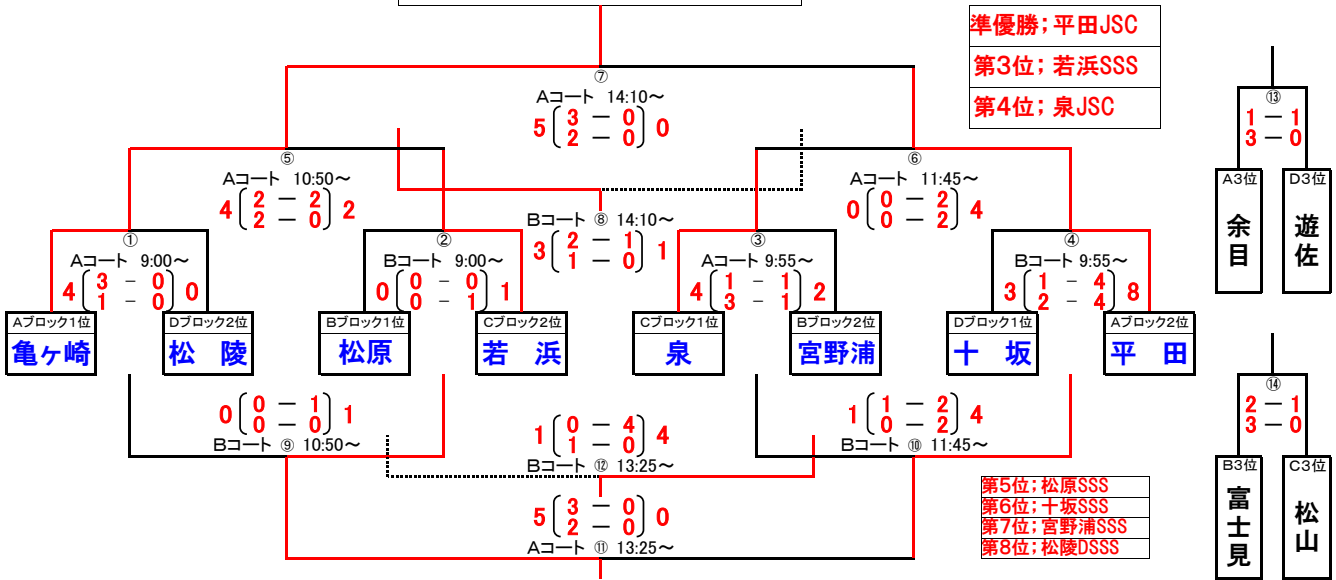 準優勝；平田JSC
第3位；若浜SSS
第4位；泉JSC
⑦
Aコート 14:10～
5 3 － 0 0
2 － 0
⑤
Aコート 10:50～
4 2 － 2 2
2 － 0
⑥
Aコート 11:45～
0 0 － 2 4
0 － 2
Bコート ⑧ 14:10～
3 2 － 1 1
1 － 0
①
Aコート 9:00～
4 3 － 0 0
1 － 0
②
Bコート 9:00～
0 0 － 0 1
0 － 1
③
Aコート 9:55～
4 1 － 1 2
3 － 1
④
Bコート 9:55～
3 1 － 4 8
2 － 4
Aブロック1位
亀ヶ崎
Dブロック2位
松 陵
Bブロック1位
松原
Cブロック2位
若 浜
Cブロック1位
泉
Bブロック2位
宮野浦
Dブロック1位
十 坂
Aブロック2位
平 田
0 0 － 1 1
0 － 0
Bコート ⑨ 10:50～
1 0 － 4 4
1 － 0
Bコート ⑫ 13:25～
1 1 － 2 4
0 － 2
Bコート ⑩ 11:45～
5 3 － 0 0
2 － 0
Aコート ⑪ 13:25～
第5位；松原SSS
第6位；十坂SSS
第7位；宮野浦SSS
第8位；松陵DSSS
⑬
1 － 1
3 － 0
A3位
余目
D3位
遊佐
⑭
2 － 1
3 － 0
B3位
富士見
C3位
松山